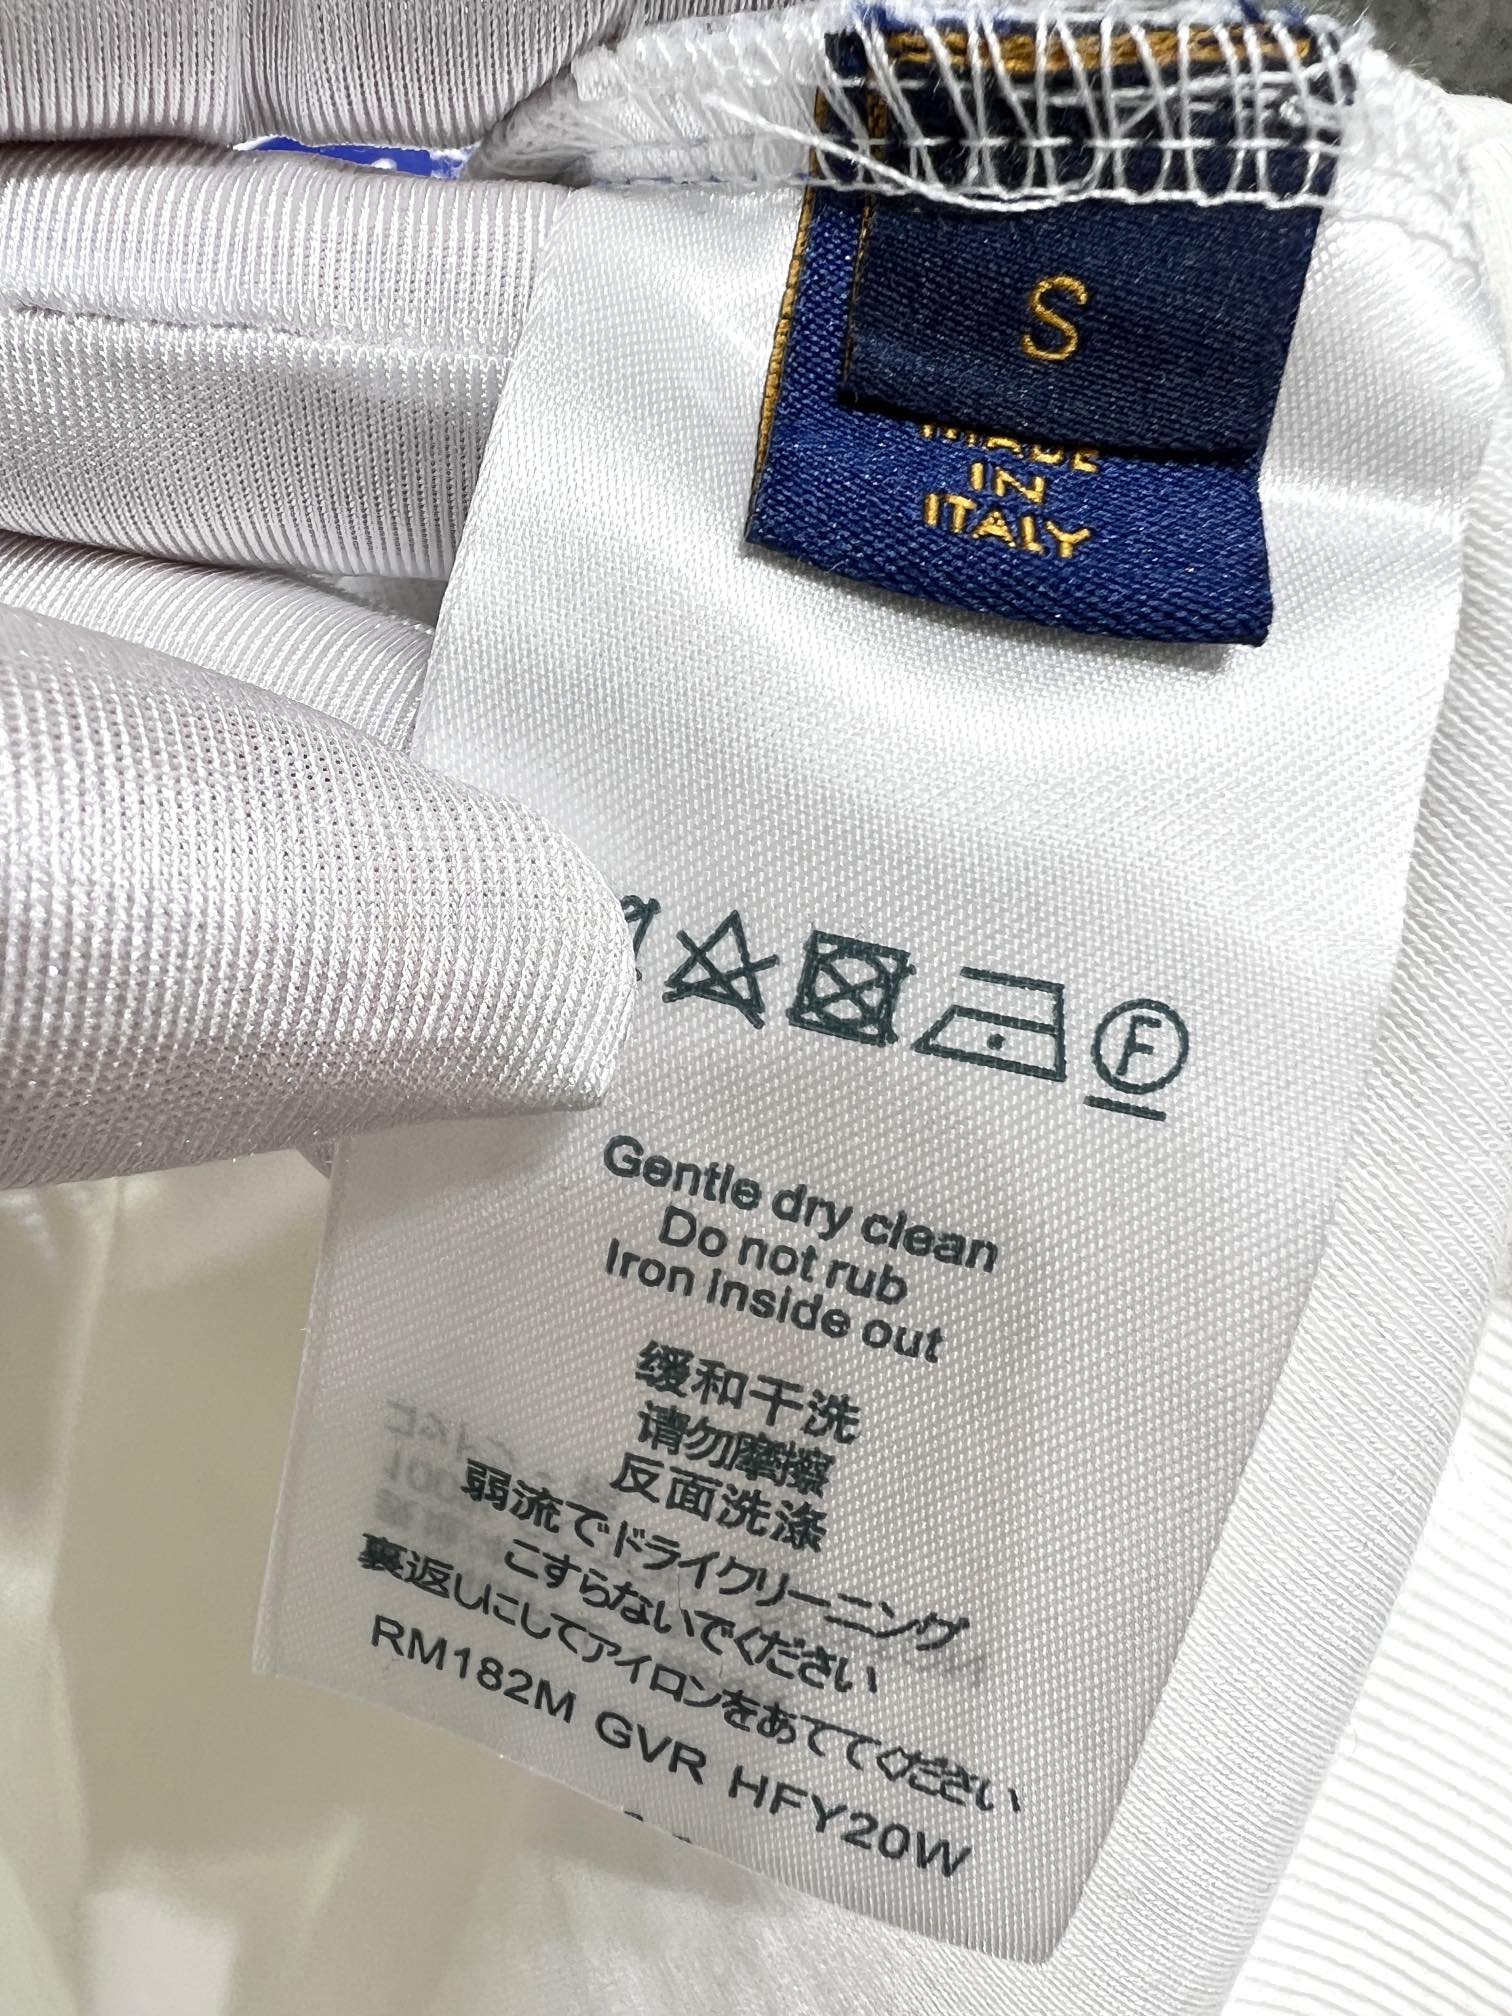 S
MADE
IN
ITALY
F
Gentle dry clean
Do not rub
Iron inside out
缓和干洗
请勿摩擦
反面洗涤
弱流でドライクリーニング
こすらないでください
裏返しにしてアイロンをあててください
RM182M GVR HFY20W